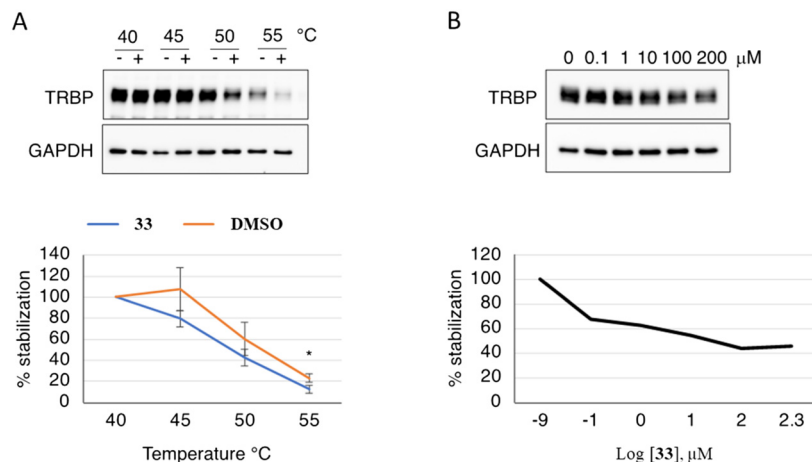 A
40 45 50 55 °C
- + - + - + - +
TRBP
GAPDH
33 DMSO
% stabilization
120
100
80
60
40
20
0
*
40 45 50 55
Temperature °C
B
0 0.1 1 10 100 200 μM
TRBP
GAPDH
% stabilization
120
100
80
60
40
20
0
-9 -1 0 1 2 2.3
Log [33], μM